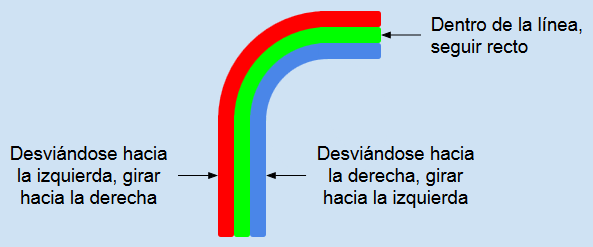 Dentro de la línea,
seguir recto
Desviándose hacia
la izquierda, girar
hacia la derecha
Desviándose hacia
la derecha, girar
hacia la izquierda